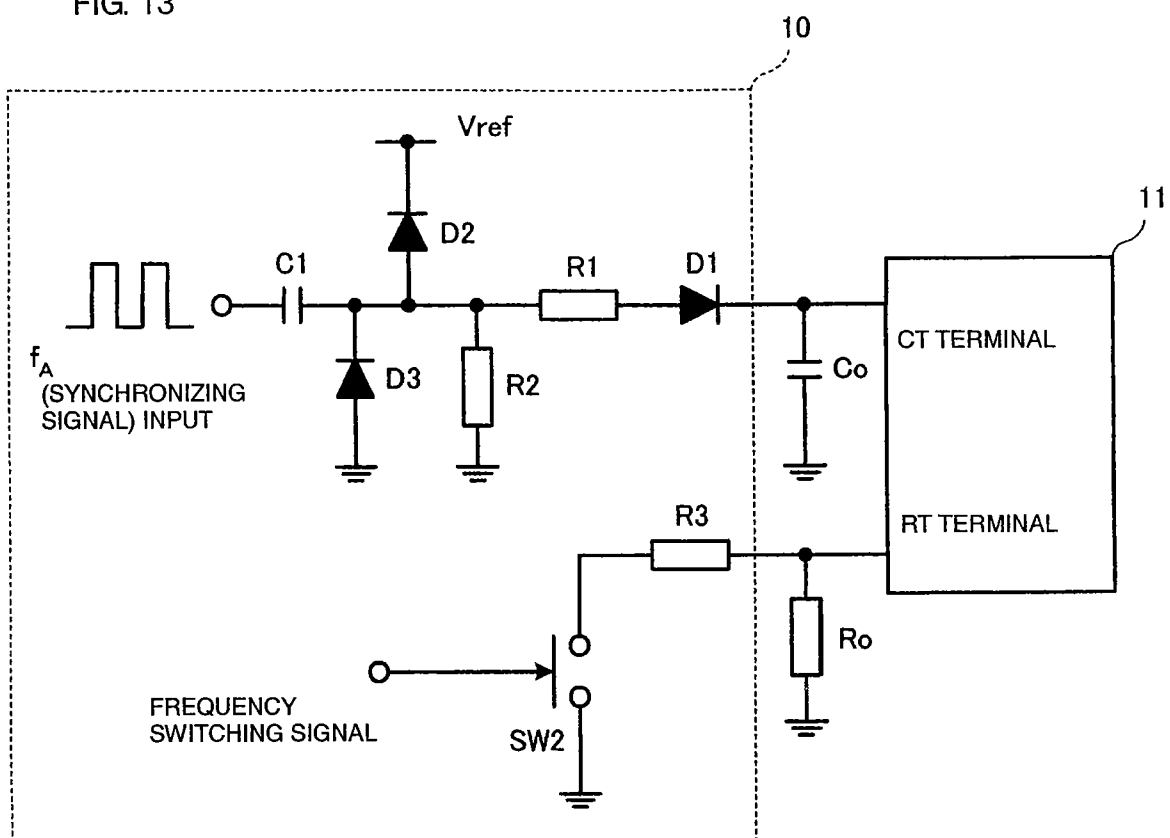 FIG. 13
10
Vref
11
D2
C1
R1
D1
CT TERMINAL
f_A
(SYNCHRONIZING
SIGNAL) INPUT
D3
R2
Co
R3
RT TERMINAL
Ro
FREQUENCY
SWITCHING SIGNAL
SW2